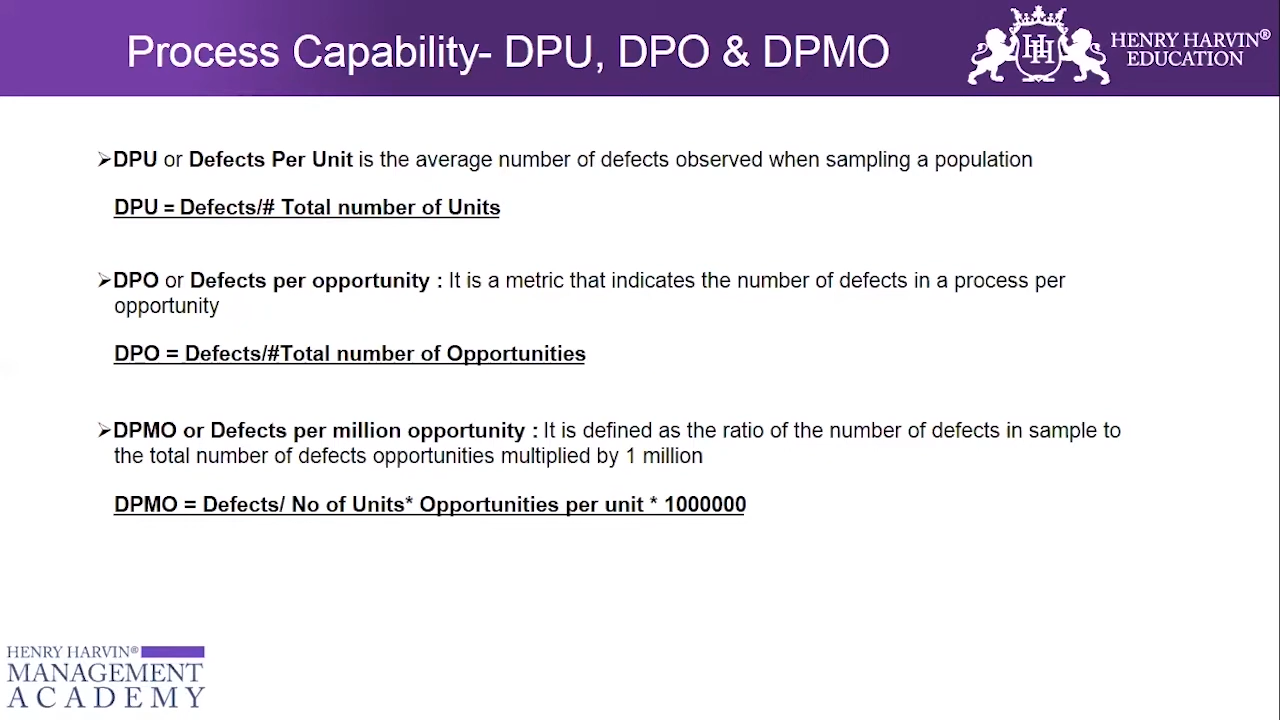 Process Capability- DPU, DPO & DPMO
HENRY HARVIN®
EDUCATION
➢DPU or Defects Per Unit is the average number of defects observed when sampling a population
DPU = Defects/# Total number of Units
➢DPO or Defects per opportunity : It is a metric that indicates the number of defects in a process per
opportunity
DPO = Defects/#Total number of Opportunities
➢DPMO or Defects per million opportunity : It is defined as the ratio of the number of defects in sample to
the total number of defects opportunities multiplied by 1 million
DPMO = Defects/ No of Units* Opportunities per unit * 1000000
HENRY HARVIN®
MANAGEMENT
ACADEMY